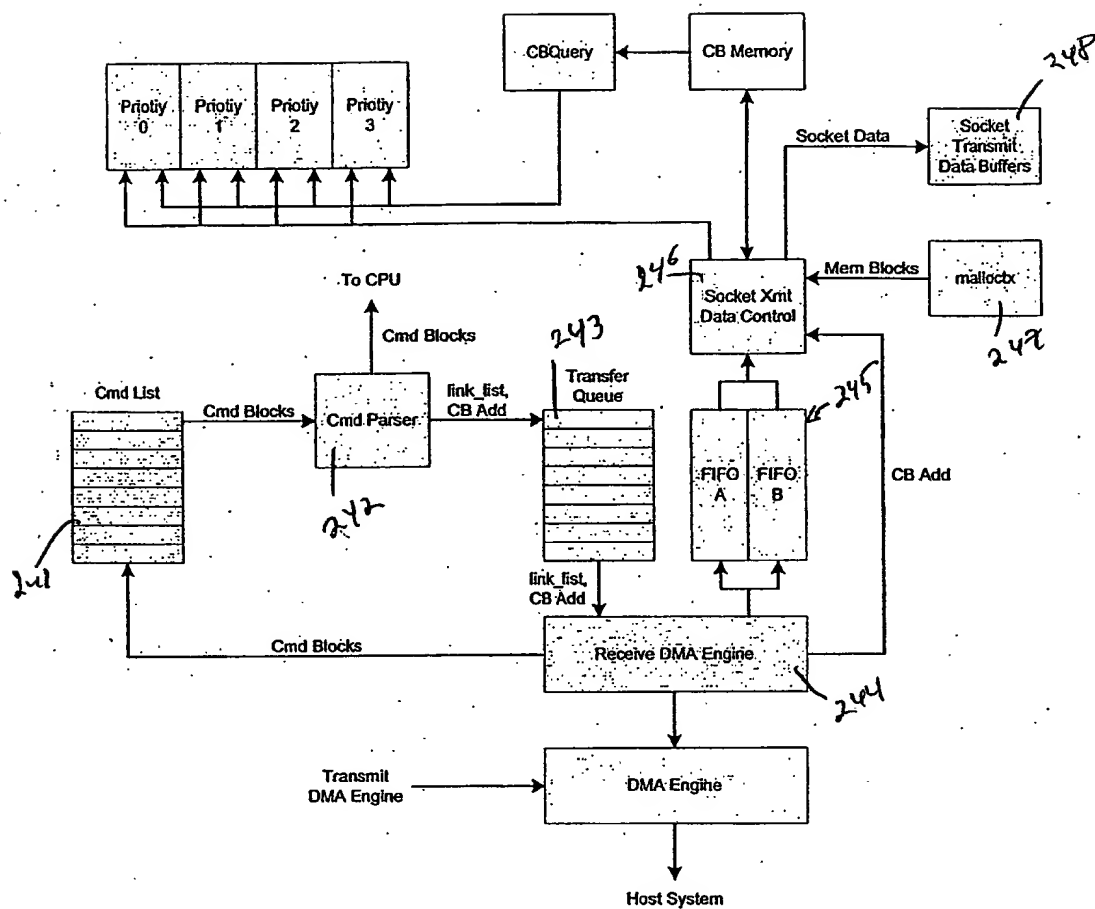 CBQuery
CB Memory
248
Priotiy
0
Priotiy
1
Priotiy
2
Priotiy
3
Socket Data
Socket
Transmit
Data Buffers
246
Socket Xmt
Data Control
Mem Blocks
malloctx
247
To CPU
Cmd Blocks
243
Cmd List
Cmd Blocks
Cmd Parser
link_list,
CB Add
Transfer
Queue
245
FIFO
A
FIFO
B
CB Add
242
241
link_list,
CB Add
Cmd Blocks
Receive DMA Engine
244
Transmit
DMA Engine
DMA Engine
Host System